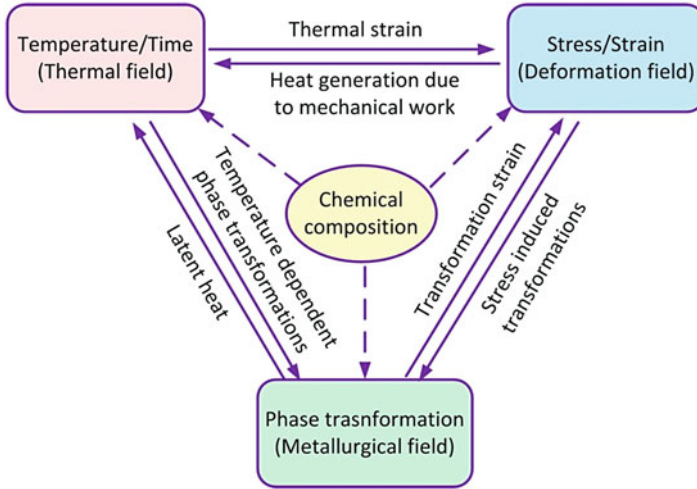 Temperature/Time
(Thermal field)
Thermal strain
Heat generation due
to mechanical work
Stress/Strain
(Deformation field)
Chemical
composition
Latent heat
Temperature dependent
phase transformations
Transformation strain
Stress induced
transformations
Phase trasnformation
(Metallurgical field)